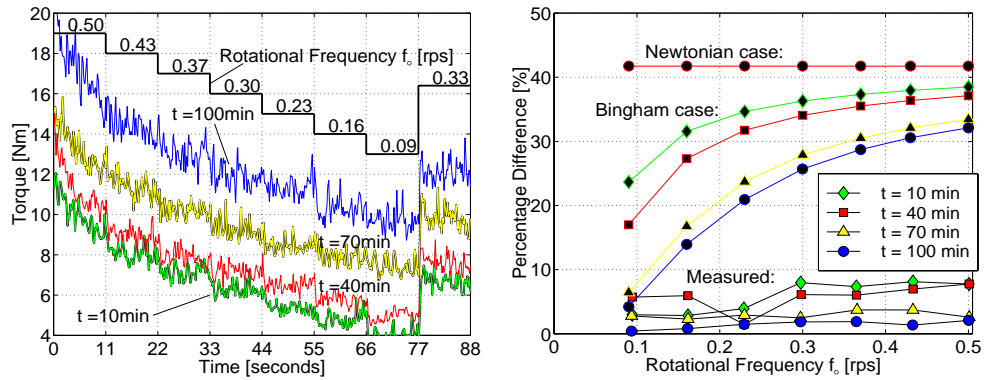 20
18
16
14
12
10
8
6
4
Torque [Nm]
0.50
0.43
0.37
0.30
0.23
0.16
0.09
0.33
Rotational Frequency f₀ [rps]
t =100min
t =70min
t =40min
t =10min
0 11 22 33 44 55 66 77 88
Time [seconds]
50
40
30
20
10
0
Percentage Difference [%]
Newtonian case:
Bingham case:
Measured:
t = 10 min
t = 40 min
t = 70 min
t = 100 min
0 0.1 0.2 0.3 0.4 0.5
Rotational Frequency f₀ [rps]